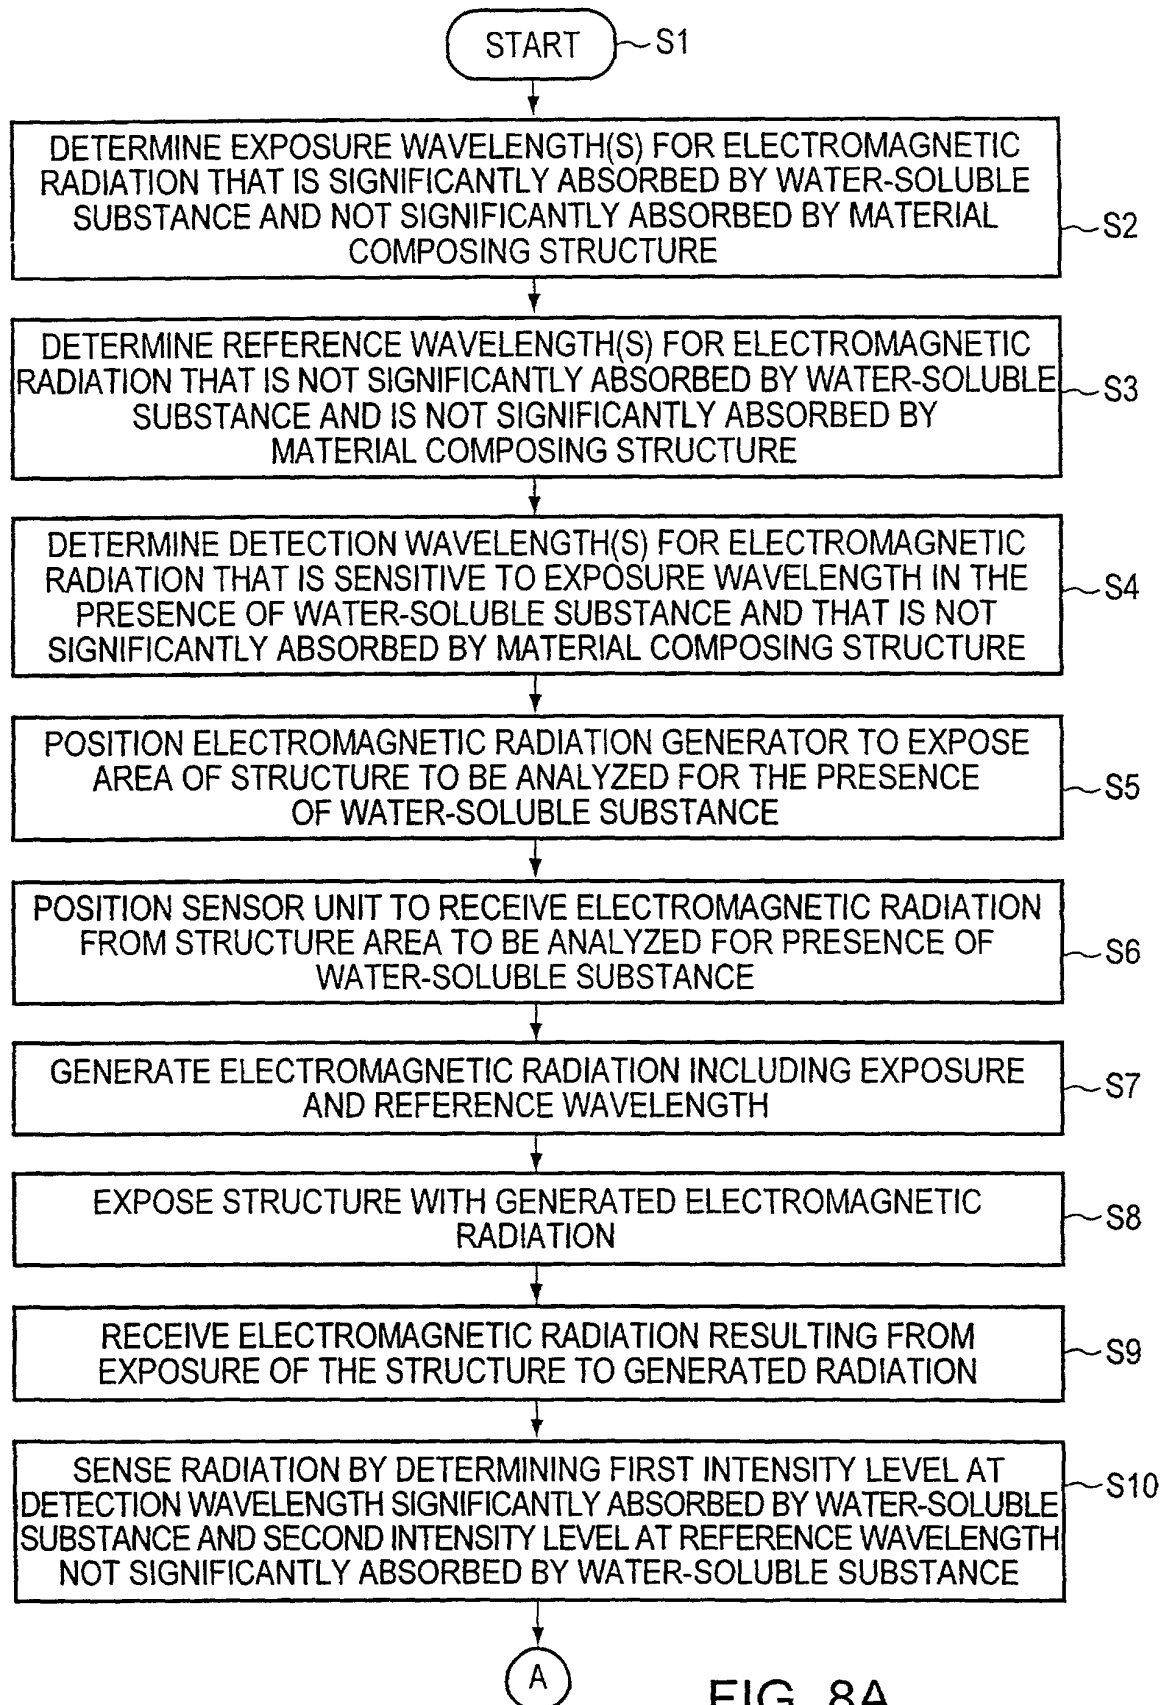 START
S1
DETERMINE EXPOSURE WAVELENGTH(S) FOR ELECTROMAGNETIC
RADIATION THAT IS SIGNIFICANTLY ABSORBED BY WATER-SOLUBLE
SUBSTANCE AND NOT SIGNIFICANTLY ABSORBED BY MATERIAL
COMPOSING STRUCTURE
S2
DETERMINE REFERENCE WAVELENGTH(S) FOR ELECTROMAGNETIC
RADIATION THAT IS NOT SIGNIFICANTLY ABSORBED BY WATER-SOLUBLE
SUBSTANCE AND IS NOT SIGNIFICANTLY ABSORBED BY
MATERIAL COMPOSING STRUCTURE
S3
DETERMINE DETECTION WAVELENGTH(S) FOR ELECTROMAGNETIC
RADIATION THAT IS SENSITIVE TO EXPOSURE WAVELENGTH IN THE
PRESENCE OF WATER-SOLUBLE SUBSTANCE AND THAT IS NOT
SIGNIFICANTLY ABSORBED BY MATERIAL COMPOSING STRUCTURE
S4
POSITION ELECTROMAGNETIC RADIATION GENERATOR TO EXPOSE
AREA OF STRUCTURE TO BE ANALYZED FOR THE PRESENCE
OF WATER-SOLUBLE SUBSTANCE
S5
POSITION SENSOR UNIT TO RECEIVE ELECTROMAGNETIC RADIATION
FROM STRUCTURE AREA TO BE ANALYZED FOR PRESENCE OF
WATER-SOLUBLE SUBSTANCE
S6
GENERATE ELECTROMAGNETIC RADIATION INCLUDING EXPOSURE
AND REFERENCE WAVELENGTH
S7
EXPOSE STRUCTURE WITH GENERATED ELECTROMAGNETIC
RADIATION
S8
RECEIVE ELECTROMAGNETIC RADIATION RESULTING FROM
EXPOSURE OF THE STRUCTURE TO GENERATED RADIATION
S9
SENSE RADIATION BY DETERMINING FIRST INTENSITY LEVEL AT
DETECTION WAVELENGTH SIGNIFICANTLY ABSORBED BY WATER-SOLUBLE
SUBSTANCE AND SECOND INTENSITY LEVEL AT REFERENCE WAVELENGTH
NOT SIGNIFICANTLY ABSORBED BY WATER-SOLUBLE SUBSTANCE
S10
A
FIG. 8A